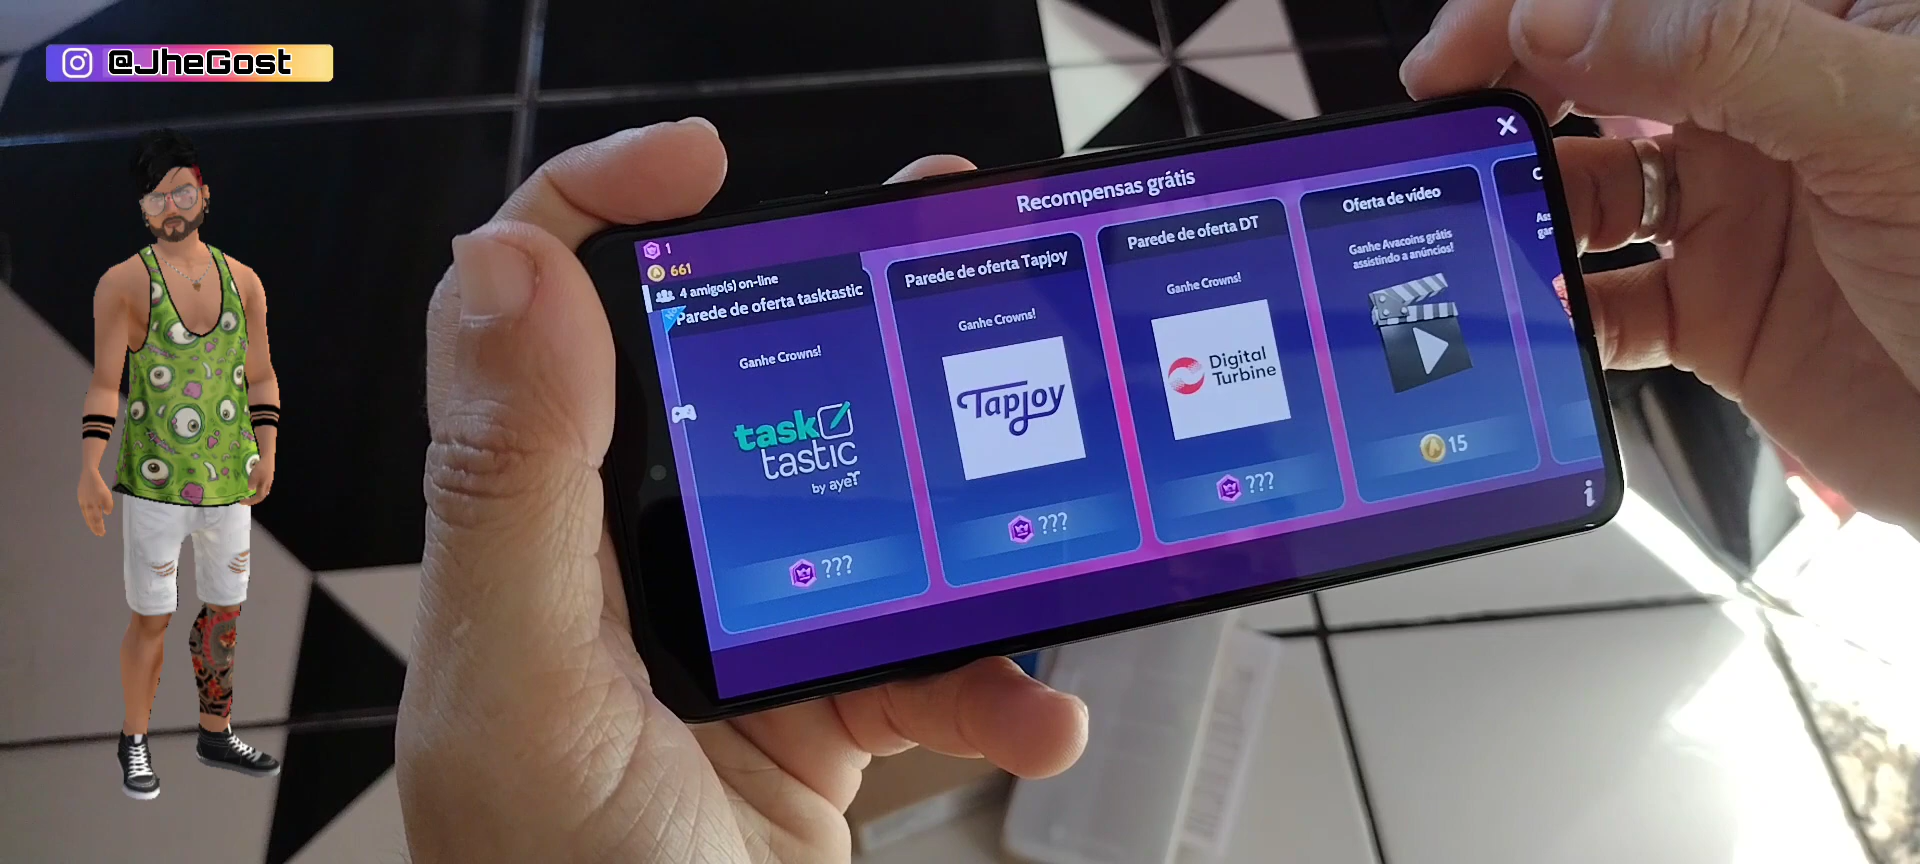 @JheGost
Recompensas grátis
1
661
4 amigo(s) on-line
Parede de oferta tasktastic
Ganhe Crowns!
task
tastic
by ayeT
???
Parede de oferta Tapjoy
Ganhe Crowns!
Tapjoy
???
Parede de oferta DT
Ganhe Crowns!
Digital
Turbine
???
Oferta de vídeo
Ganhe Avacoins grátis
assistindo a anúncios!
15
C
Ass
gar
i